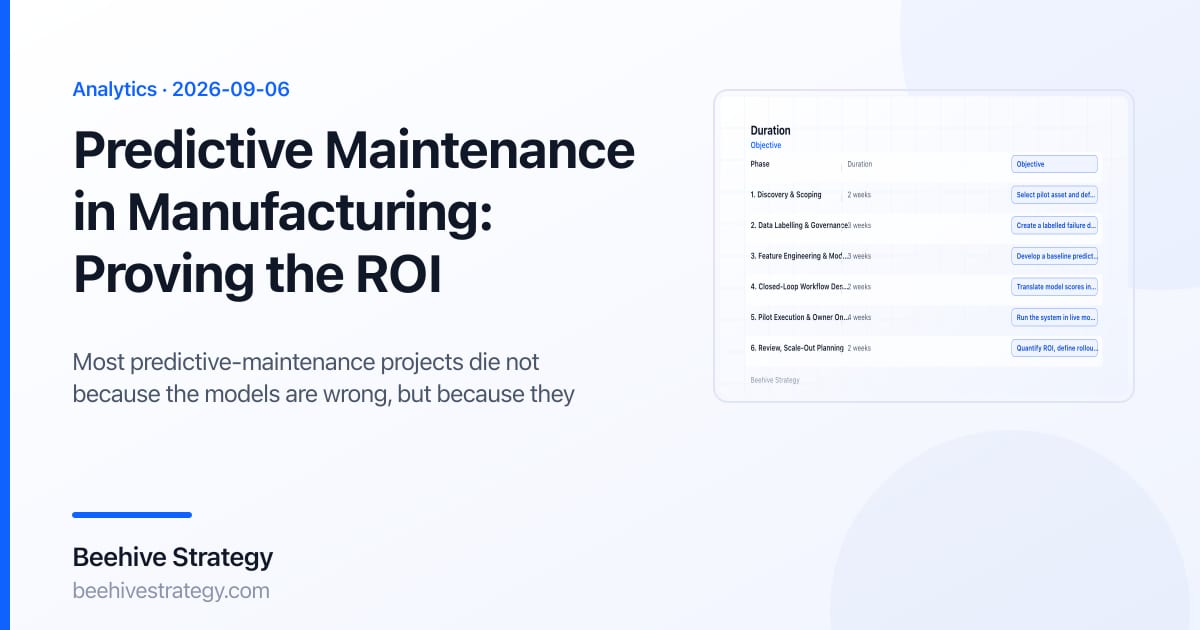 Analytics · 2026-09-06
Predictive Maintenance
in Manufacturing:
Proving the ROI
Most predictive-maintenance projects die not
because the models are wrong, but because they
Beehive Strategy
beehivestrategy.com
Duration
Objective
Phase Duration Objective
1. Discovery & Scoping 2 weeks Select pilot asset and def...
2. Data Labelling & Governance weeks Create a labelled failure d...
3. Feature Engineering & Mod... 3 weeks Develop a baseline predict...
4. Closed-Loop Workflow Des... 2 weeks Translate model scores in...
5. Pilot Execution & Owner On... 4 weeks Run the system in live mo...
6. Review, Scale-Out Planning 2 weeks Quantify ROI, define rollou...
Beehive Strategy